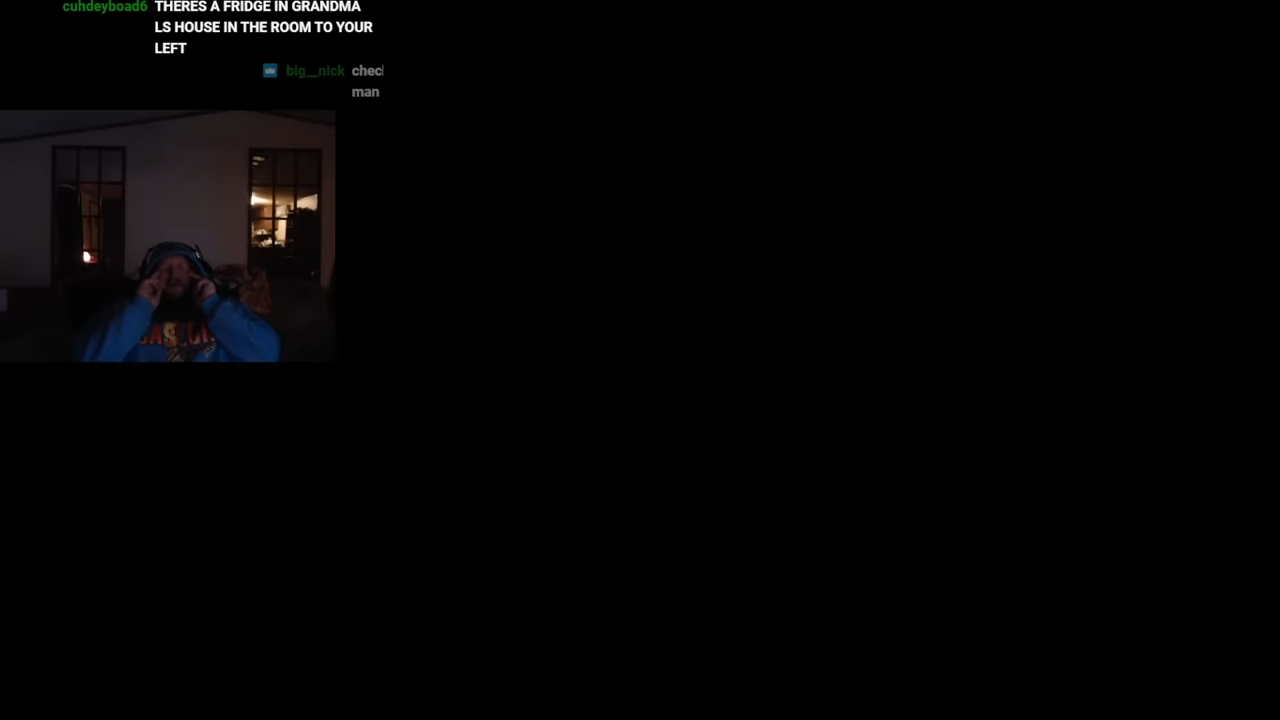 cuhdeyboad6 THERES A FRIDGE IN GRANDMA
LS HOUSE IN THE ROOM TO YOUR
LEFT
big__nick
man